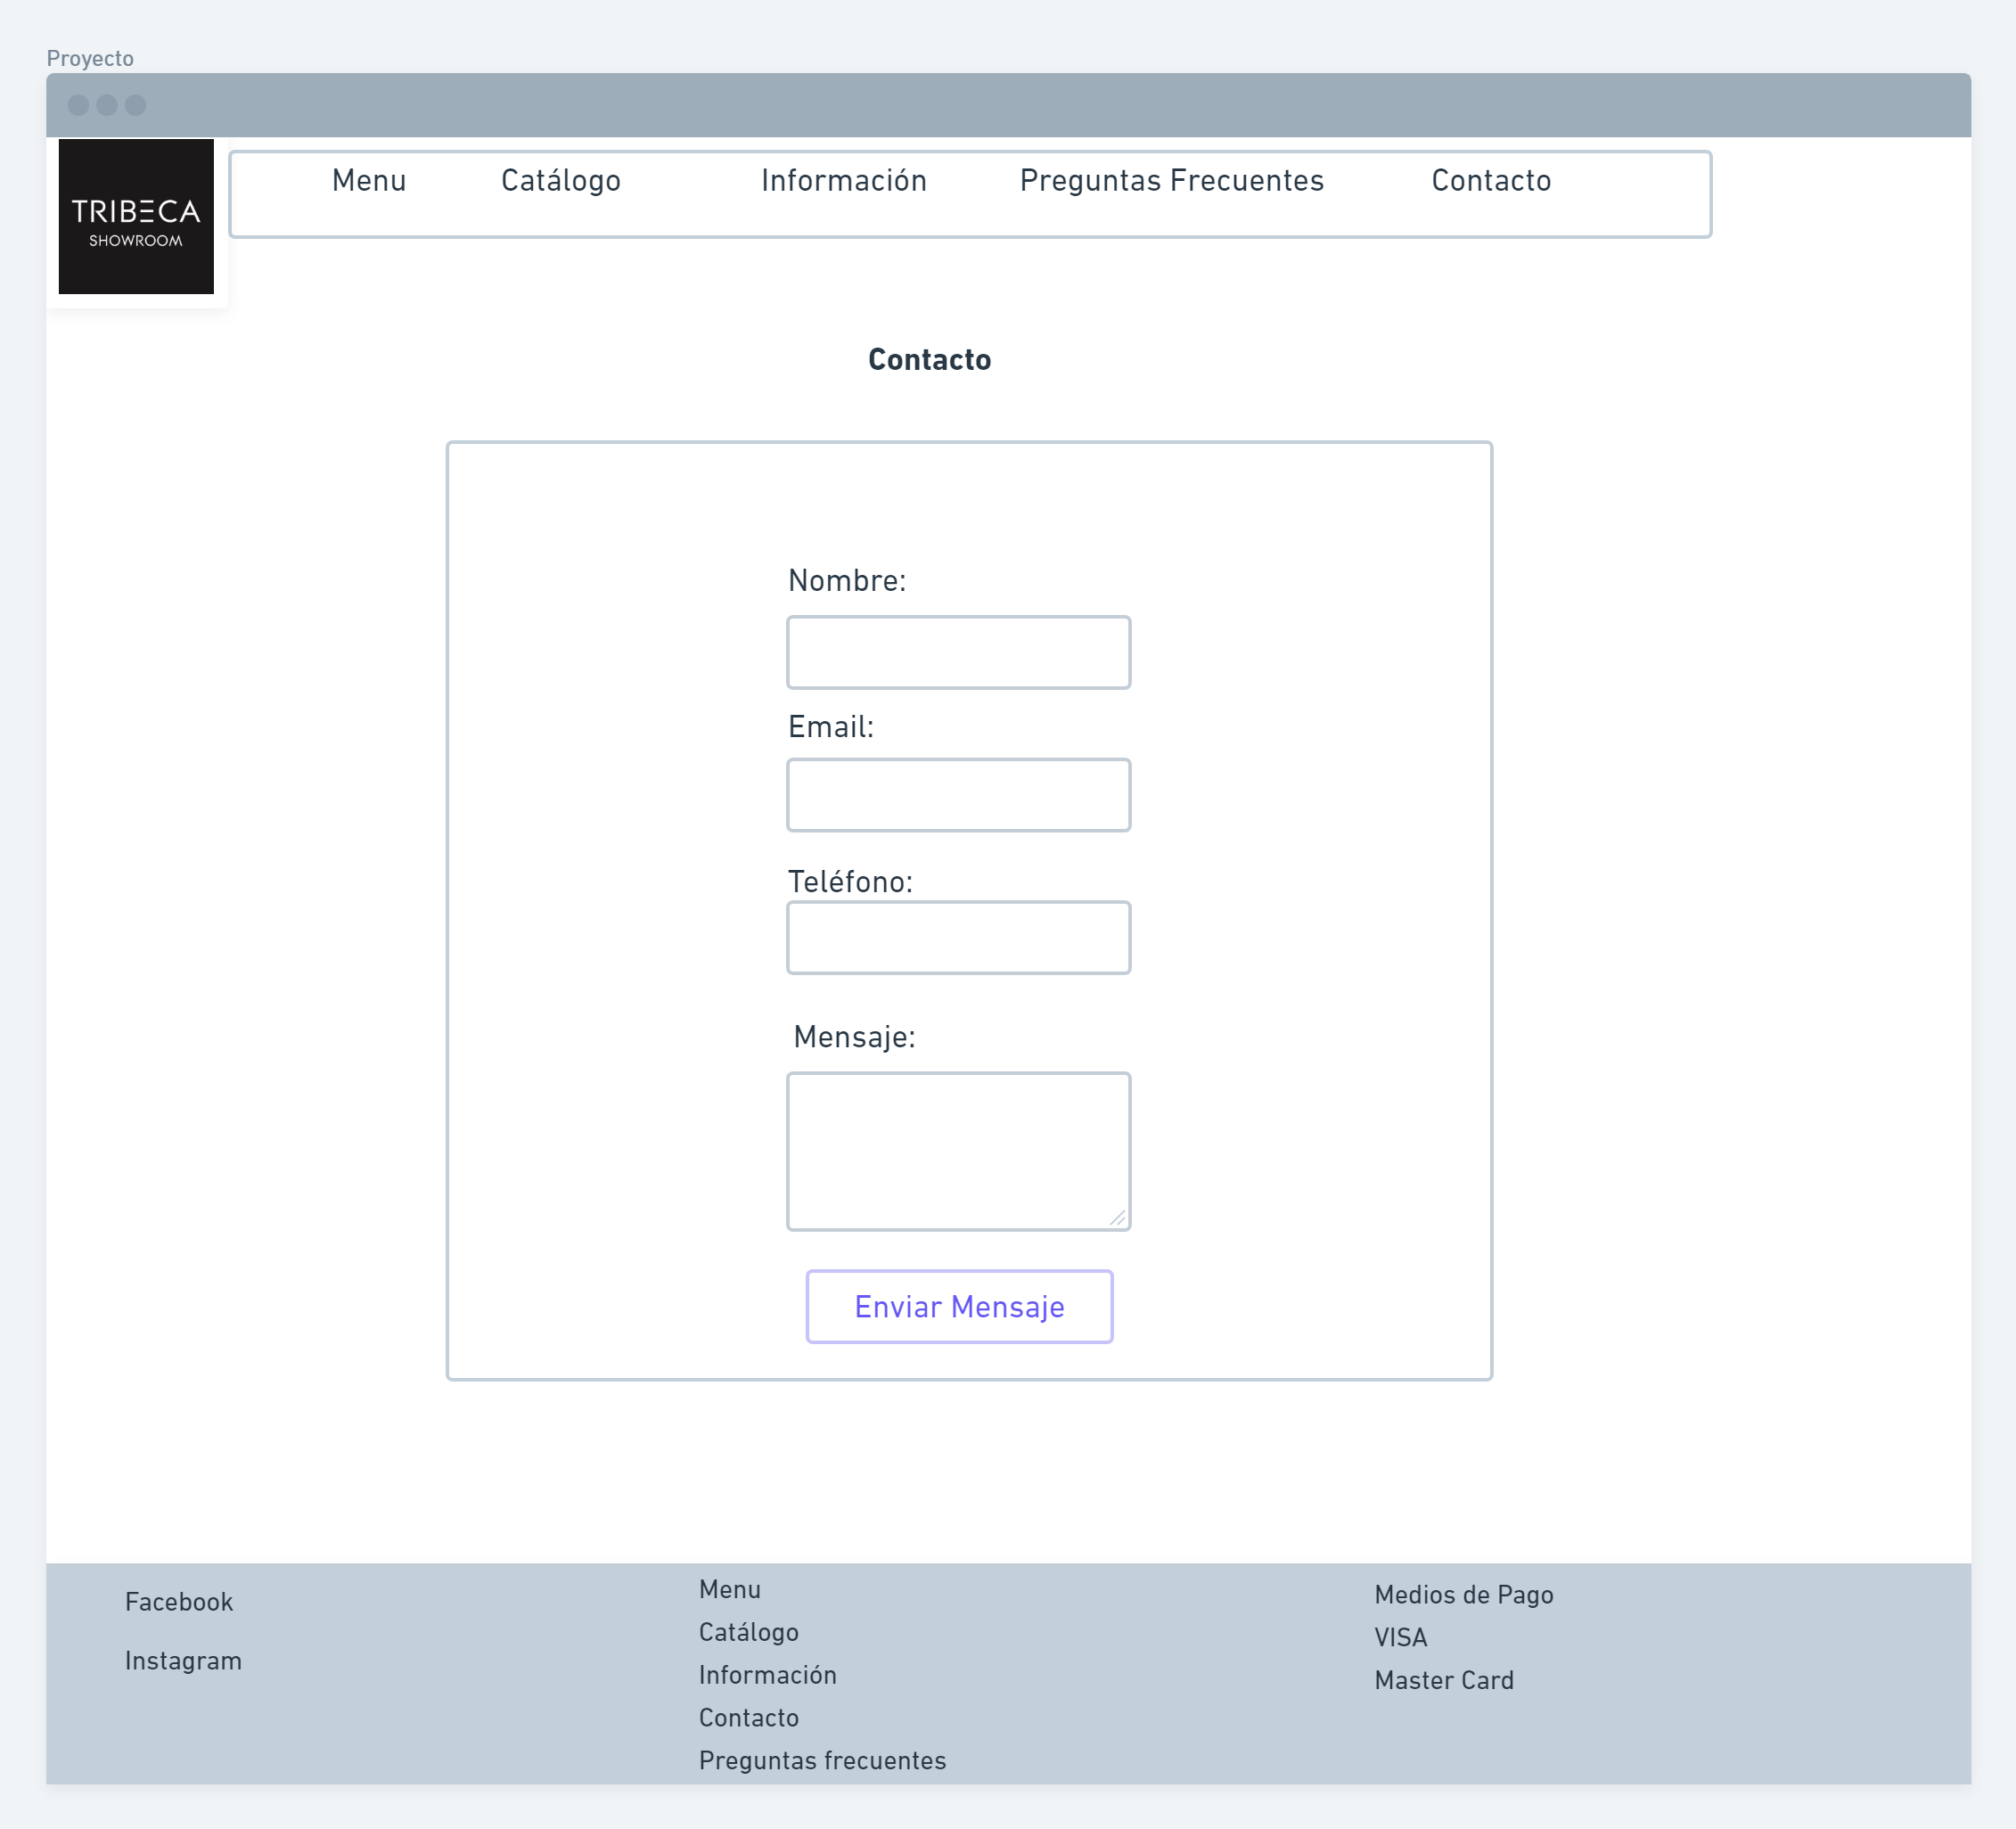 Proyecto
TRIBECA
SHOWROOM
Menu Catálogo Información Preguntas Frecuentes Contacto
Contacto
Nombre:
Email:
Teléfono:
Mensaje:
Enviar Mensaje
Facebook
Instagram
Menu
Catálogo
Información
Contacto
Preguntas frecuentes
Medios de Pago
VISA
Master Card